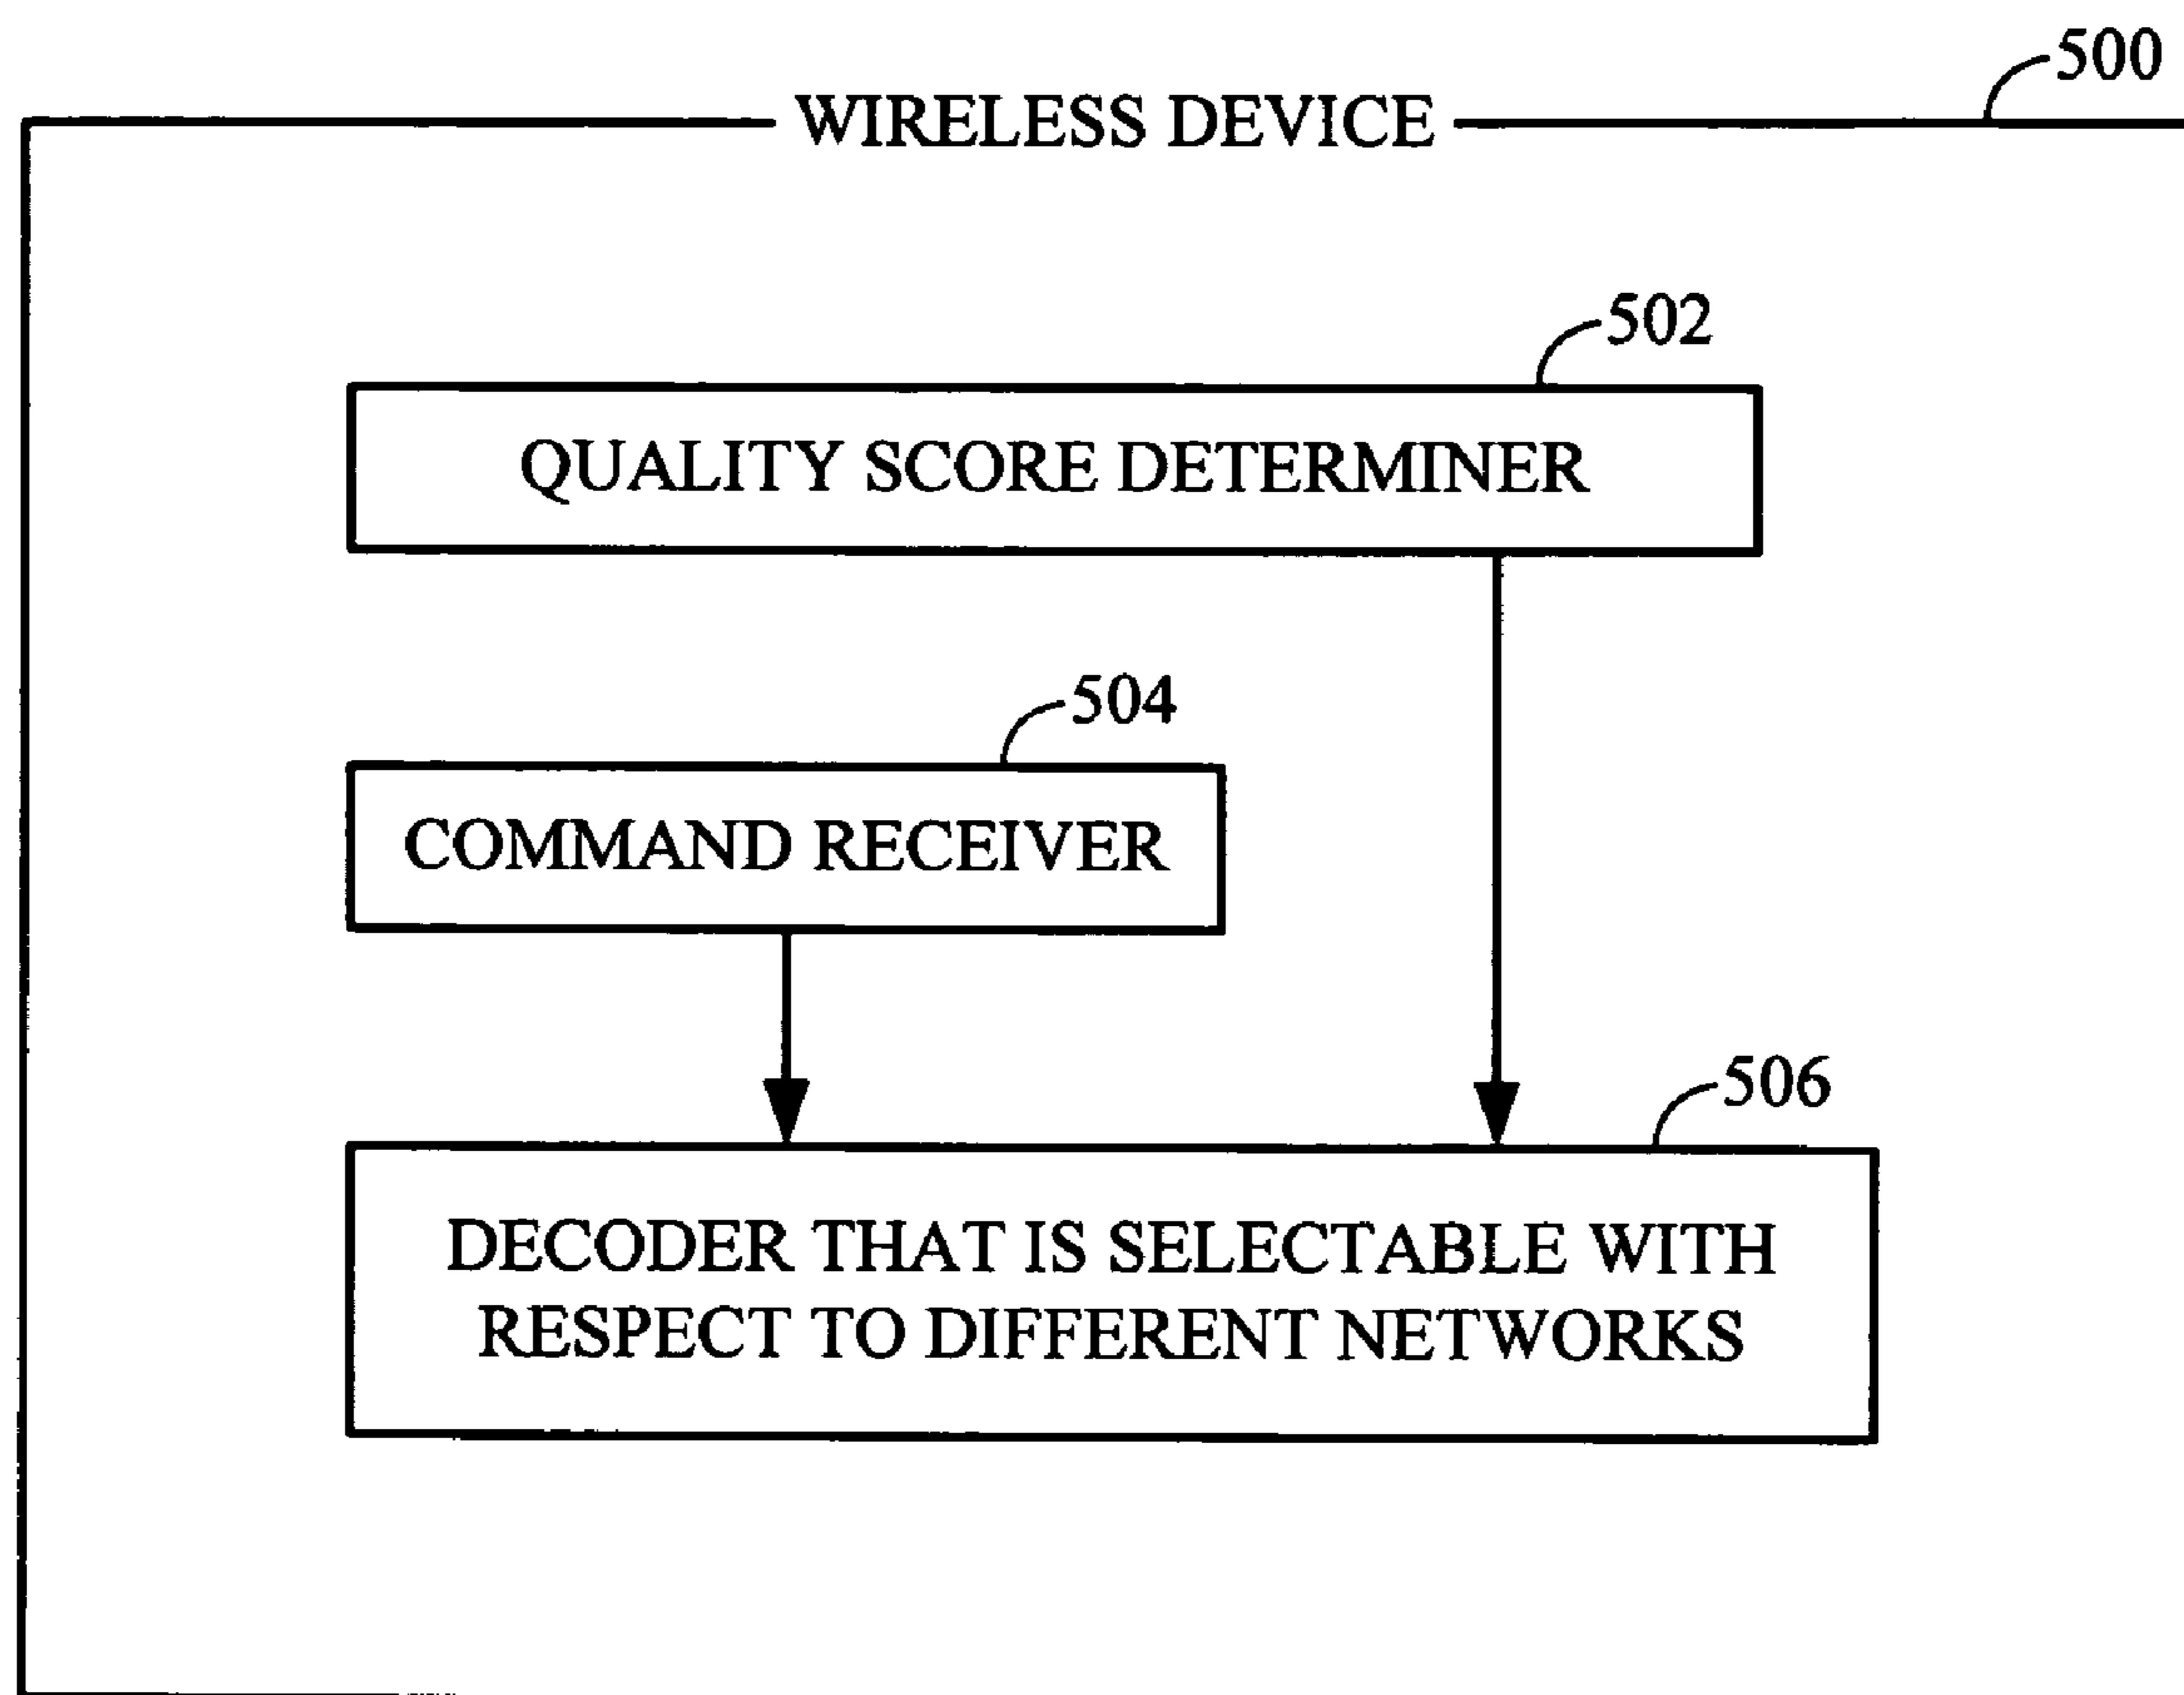 500
WIRELESS DEVICE
502
QUALITY SCORE DETERMINER
504
COMMAND RECEIVER
506
DECODER THAT IS SELECTABLE WITH
RESPECT TO DIFFERENT NETWORKS